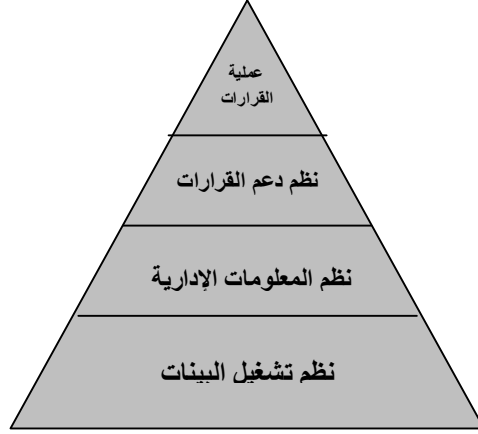 عملية
القرارات
نظم دعم القرارات
نظم المعلومات الإدارية
نظم تشغيل البينات